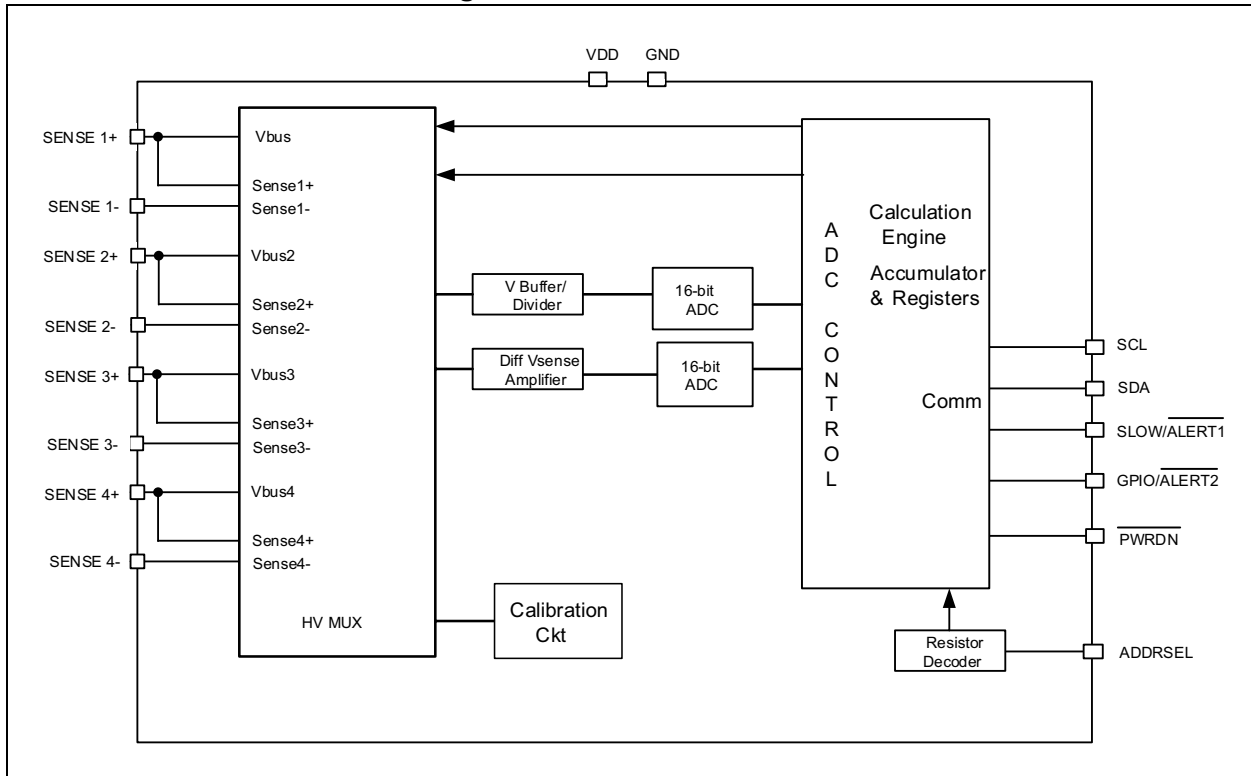 VDD GND
SENSE 1+
Vbus
Sense1+
SENSE 1-
Sense1-
SENSE 2+
Vbus2
Sense2+
SENSE 2-
Sense2-
SENSE 3+
Vbus3
Sense3+
SENSE 3-
Sense3-
SENSE 4+
Vbus4
Sense4+
SENSE 4-
Sense4-
HV MUX
V Buffer/
Divider
16-bit
ADC
Diff Vsense
Amplifier
16-bit
ADC
Calibration
Ckt
A
D
C
C
O
N
T
R
O
L
Calculation
Engine
Accumulator
& Registers
Comm
SCL
SDA
SLOW/ALERT1
GPIO/ALERT2
PWRDN
Resistor
Decoder
ADDRSEL